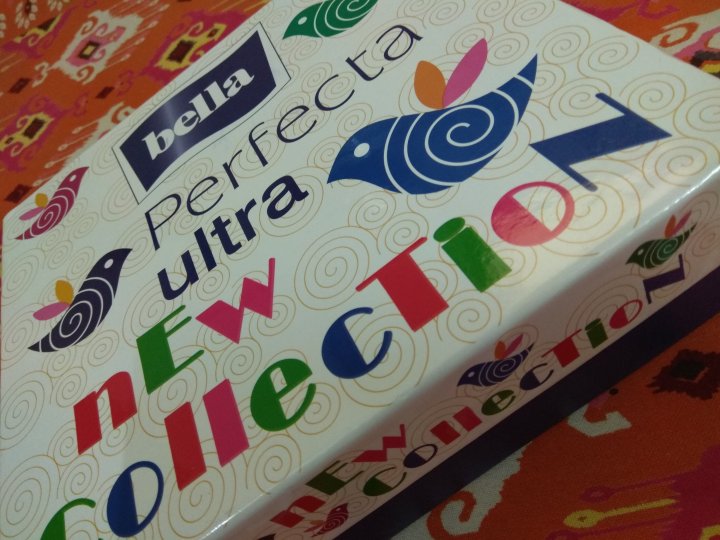 bella
Perfecta
ultra
nEw
collecTioN
nEw
collecTioN